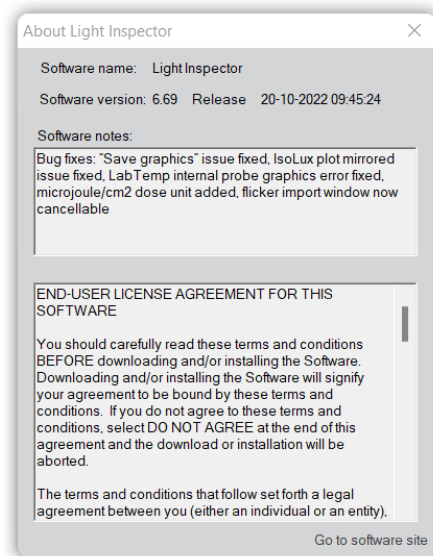 About Light Inspector
Software name: Light Inspector
Software version: 6.69 Release 20-10-2022 09:45:24
Software notes:
Bug fixes: "Save graphics" issue fixed, IsoLux plot mirrored
issue fixed, LabTemp internal probe graphics error fixed,
microjoule/cm2 dose unit added, flicker import window now
cancellable
END-USER LICENSE AGREEMENT FOR THIS
SOFTWARE
You should carefully read these terms and conditions
BEFORE downloading and/or installing the Software.
Downloading and/or installing the Software will signify
your agreement to be bound by these terms and
conditions. If you do not agree to these terms and
conditions, select DO NOT AGREE at the end of this
agreement and the download or installation will be
aborted.
The terms and conditions that follow set forth a legal
agreement between you (either an individual or an entity),
Go to software site